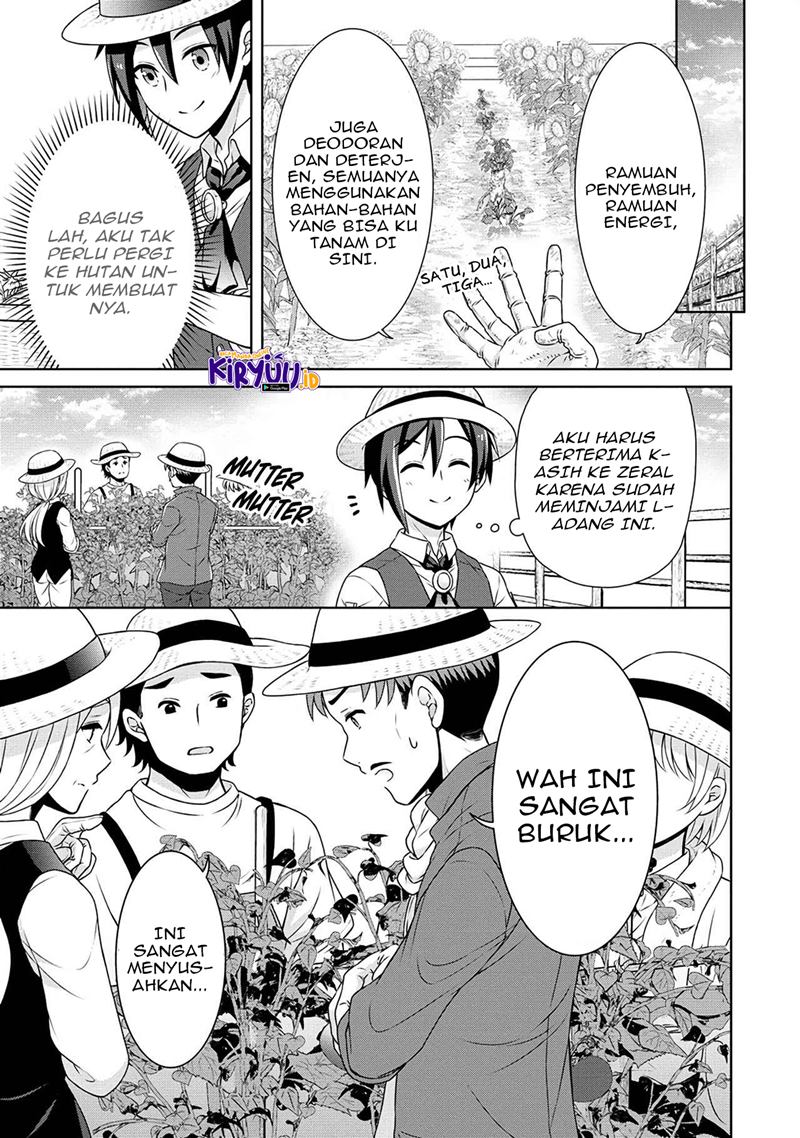 RAMUAN
PENYEMBUH,
RAMUAN
ENERGI,
SATU, DUA,
TIGA...
JUGA
DEODORAN
DAN DETERJ-
EN, SEMUANYA
MENGGUNAKAN
BAHAN-BAHAN
YANG BISA KU
TANAM DI
SINI.
BAGUS
LAH, AKU TAK
PERLU PERGI
KE HUTAN UN-
TUK MEMBUAT
NYA.
KIRYUU.ID
AKU HARUS
BERTERIMA K-
ASIH KE ZERAL
KARENA SUDAH
MEMINJAMI L-
ADANG INI.
MUTTER
MUTTER
WAH INI
SANGAT
BURUK...
INI
SANGAT
MENYUS-
AHKAN...